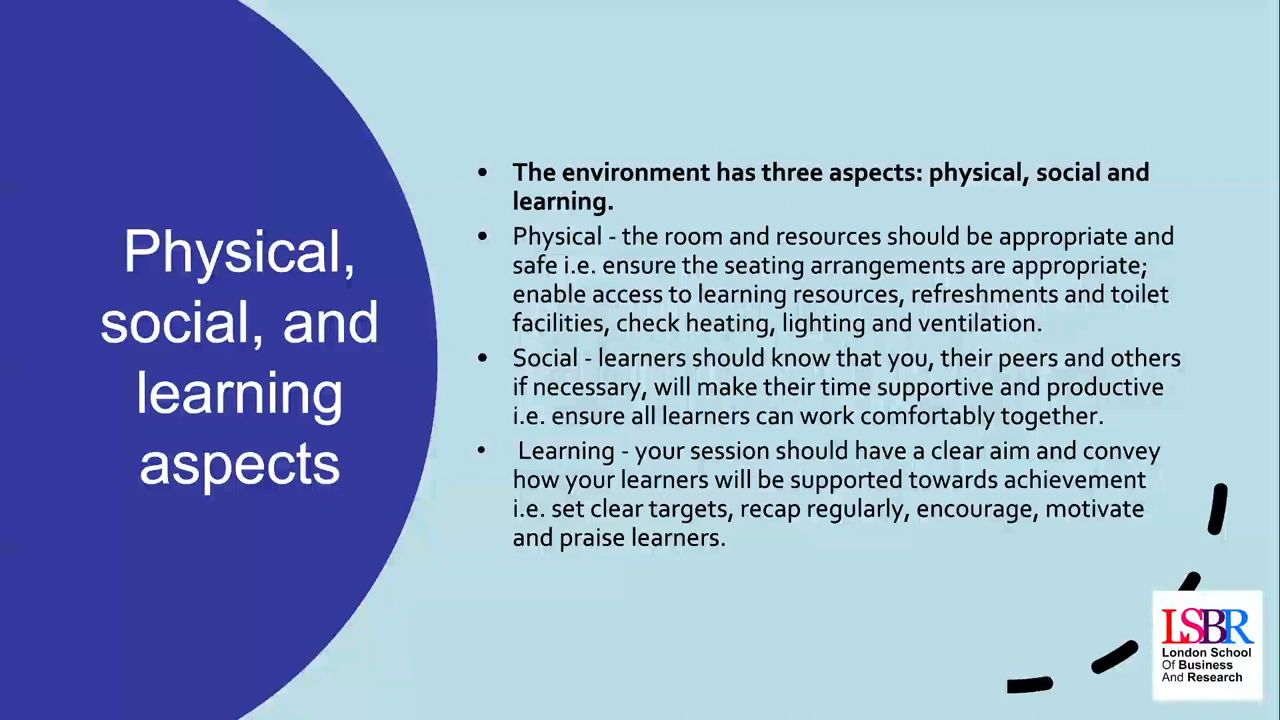 Physical,
social, and
learning
aspects
• The environment has three aspects: physical, social and
learning.
• Physical - the room and resources should be appropriate and
safe i.e. ensure the seating arrangements are appropriate;
enable access to learning resources, refreshments and toilet
facilities, check heating, lighting and ventilation.
• Social - learners should know that you, their peers and others
if necessary, will make their time supportive and productive
i.e. ensure all learners can work comfortably together.
• Learning - your session should have a clear aim and convey
how your learners will be supported towards achievement
i.e. set clear targets, recap regularly, encourage, motivate
and praise learners.
LSBR
London School
Of Business
And Research